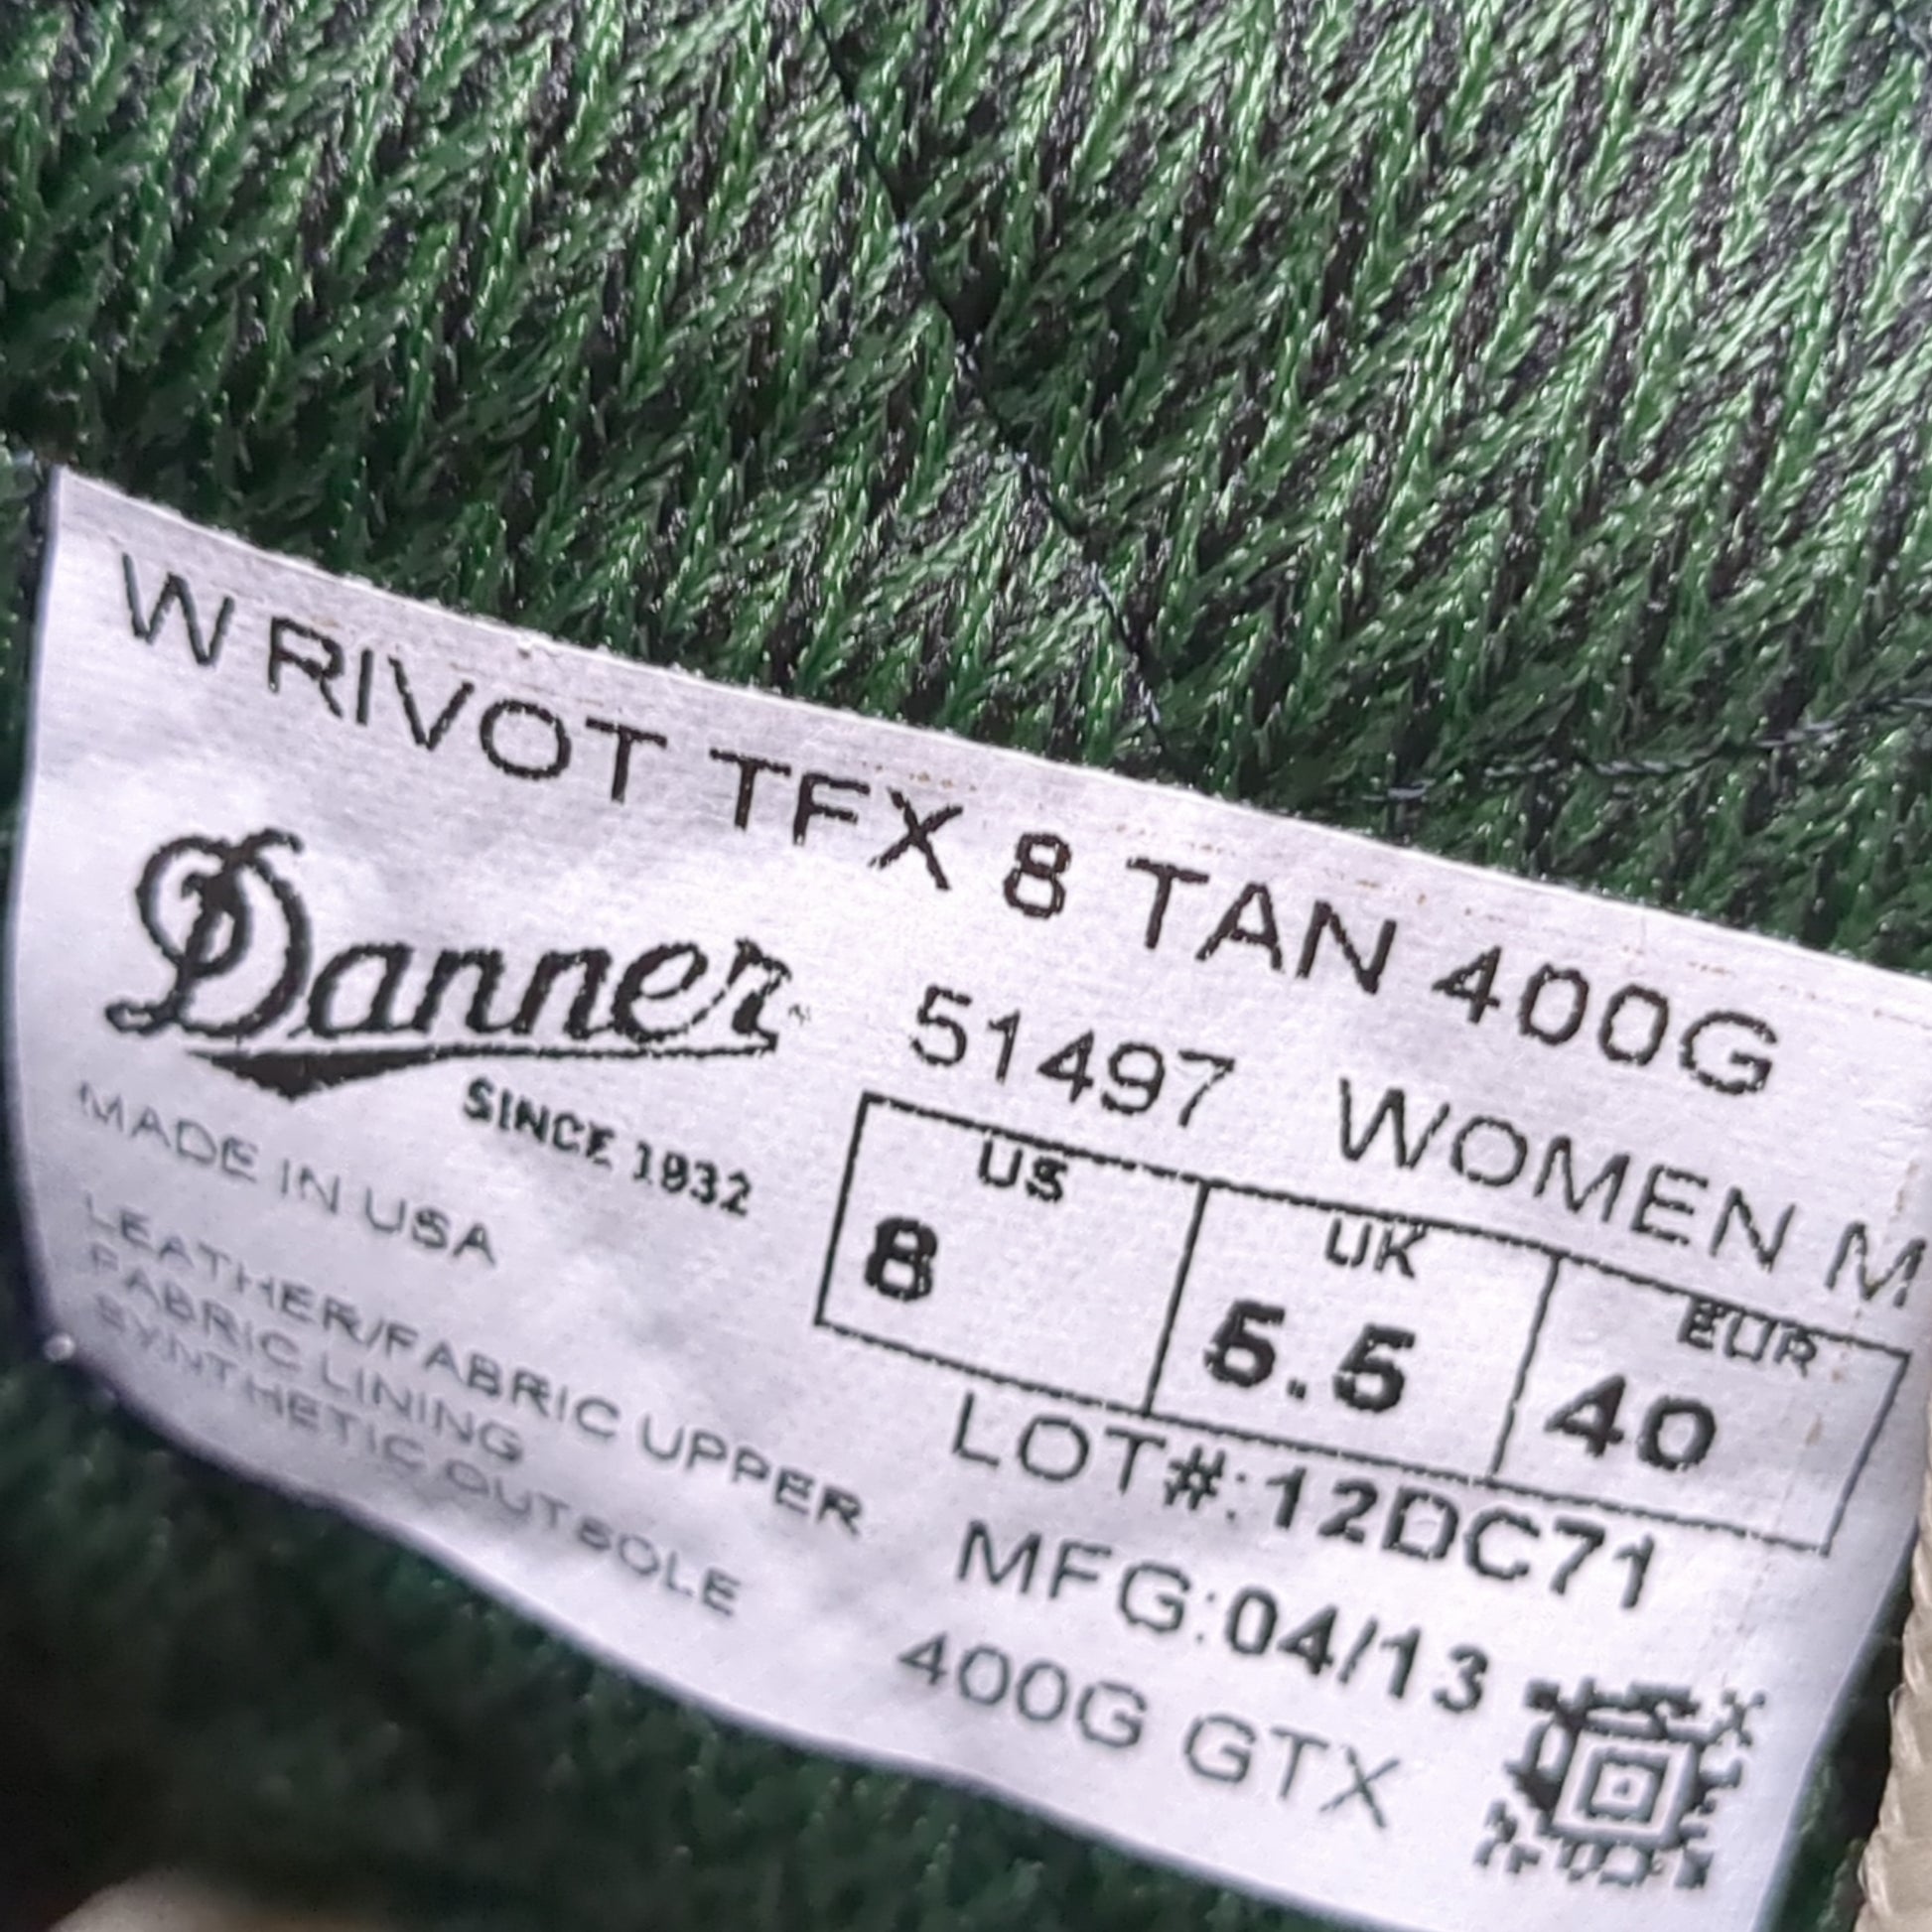 W RIVOT TFX 8 TAN 400G
Danner
SINCE 1932
51497 WOMEN M
MADE IN USA
LEATHER/FABRIC UPPER
FABRIC LINING
SYNTHETIC OUTSOLE
US UK EUR
8 5.5 40
LOT#:12DC71
MFG:04/13
400G GTX